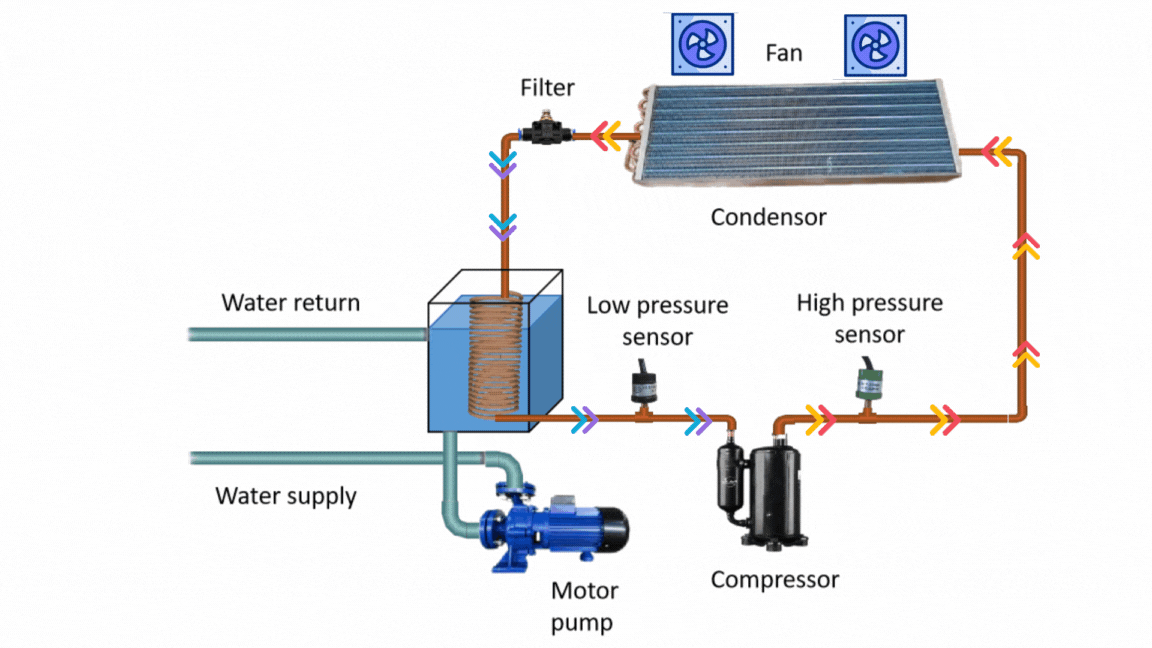 Fan
Filter
Condensor
Water return
Low pressure
sensor
High pressure
sensor
Water supply
Compressor
Motor
pump